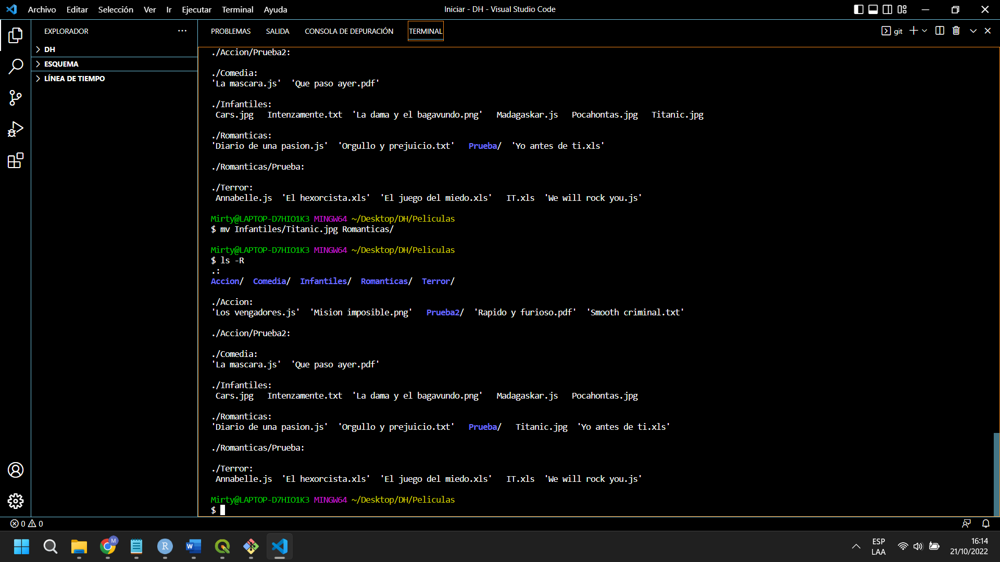 Archivo Editar Selección Ver Ir Ejecutar Terminal Ayuda
Iniciar - DH - Visual Studio Code
EXPLORADOR
DH
ESQUEMA
LÍNEA DE TIEMPO
PROBLEMAS SALIDA CONSOLA DE DEPURACIÓN TERMINAL
git
./Accion/Prueba2:
./Comedia:
'La mascara.js'  'Que paso ayer.pdf'
./Infantiles:
Cars.jpg   Intenzamente.txt  'La dama y el bagavundo.png'   Madagaskar.js   Pocahontas.jpg   Titanic.jpg
./Romanticas:
'Diario de una pasion.js'  'Orgullo y prejuicio.txt'   Prueba/  'Yo antes de ti.xls'
./Romanticas/Prueba:
./Terror:
Annabelle.js  'El hexorcista.xls'  'El juego del miedo.xls'   IT.xls  'We will rock you.js'
Mirty@LAPTOP-D7HIO1K3 MINGW64 ~/Desktop/DH/Peliculas
$ mv Infantiles/Titanic.jpg Romanticas/
Mirty@LAPTOP-D7HIO1K3 MINGW64 ~/Desktop/DH/Peliculas
$ ls -R
.:
Accion/  Comedia/  Infantiles/  Romanticas/  Terror/
./Accion:
'Los vengadores.js'  'Mision imposible.png'   Prueba2/  'Rapido y furioso.pdf'  'Smooth criminal.txt'
./Accion/Prueba2:
./Comedia:
'La mascara.js'  'Que paso ayer.pdf'
./Infantiles:
Cars.jpg   Intenzamente.txt  'La dama y el bagavundo.png'   Madagaskar.js   Pocahontas.jpg
./Romanticas:
'Diario de una pasion.js'  'Orgullo y prejuicio.txt'   Prueba/   Titanic.jpg  'Yo antes de ti.xls'
./Romanticas/Prueba:
./Terror:
Annabelle.js  'El hexorcista.xls'  'El juego del miedo.xls'   IT.xls  'We will rock you.js'
Mirty@LAPTOP-D7HIO1K3 MINGW64 ~/Desktop/DH/Peliculas
$
0 0
M
R
W
ESP
LAA
16:14
21/10/2022